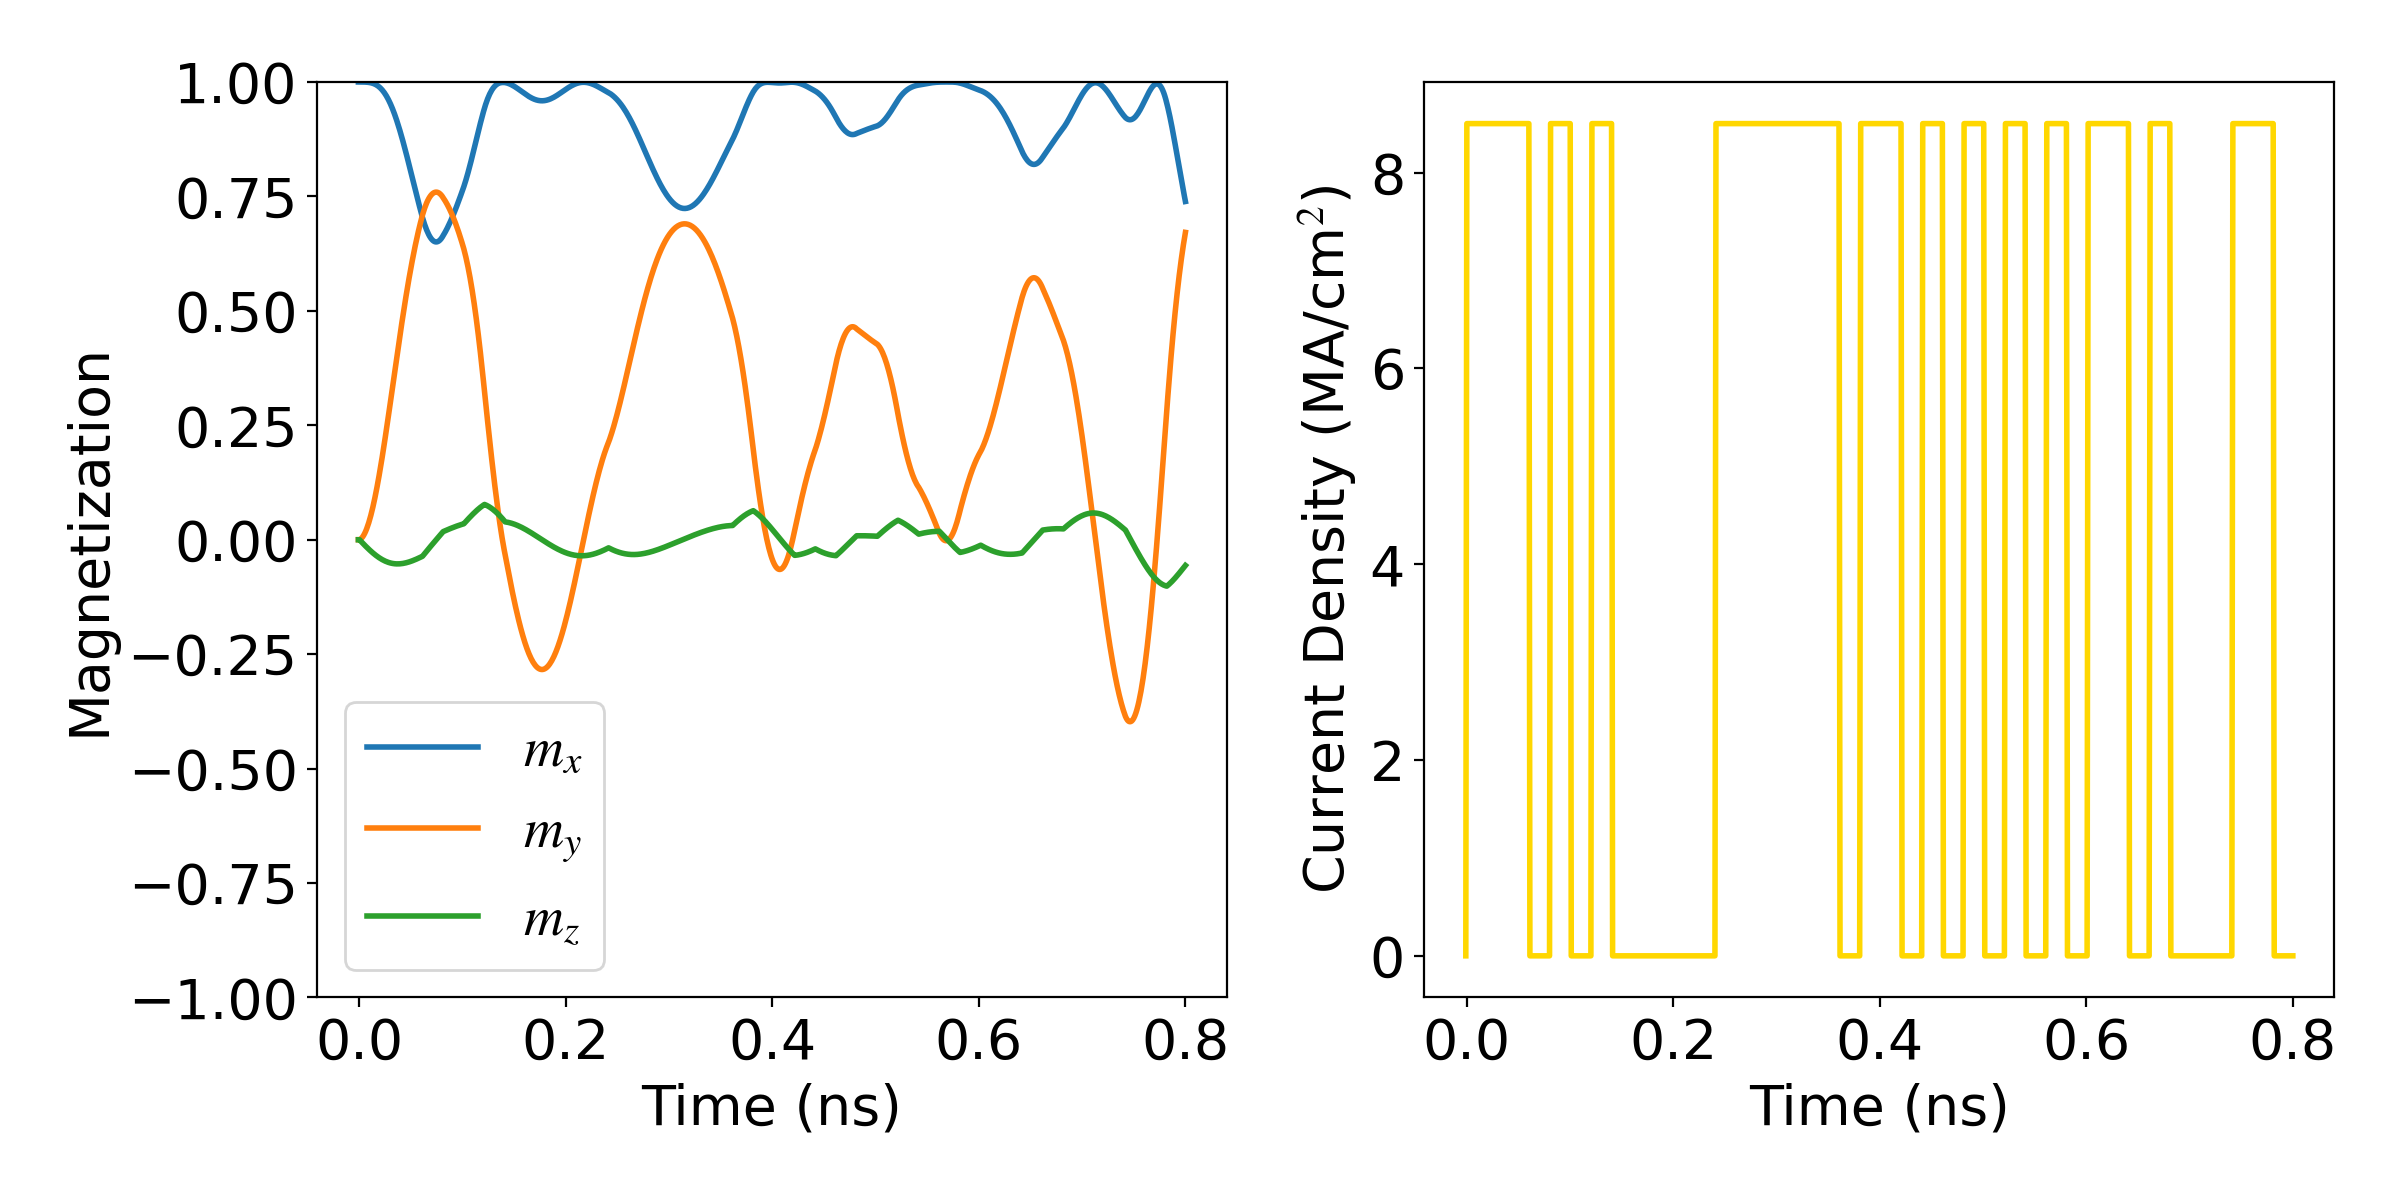 Magnetization
1.00
0.75
0.50
0.25
0.00
−0.25
−0.50
−0.75
−1.00
0.0 0.2 0.4 0.6 0.8
Time (ns)
m_x
m_y
m_z
Current Density (MA/cm²)
8
6
4
2
0
0.0 0.2 0.4 0.6 0.8
Time (ns)